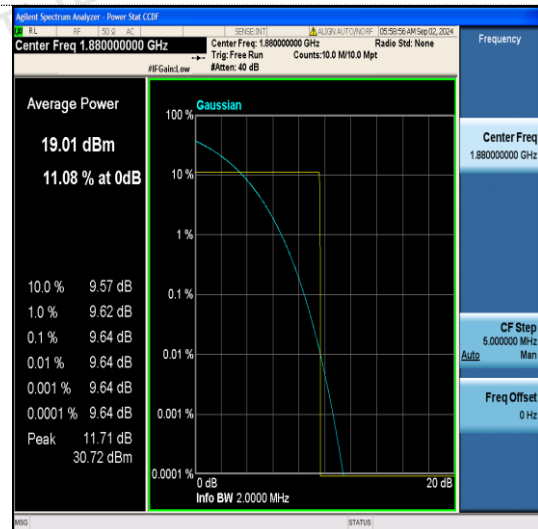 Agilent Spectrum Analyzer - Power Stat CCDF
RL RF 50 Ω AC SENSE:INT ALIGN AUTO/NO RF 05:58:56 AM Sep 02, 2024
Center Freq 1.880000000 GHz
Center Freq: 1.880000000 GHz Radio Std: None
Trig: Free Run Counts:10.0 M/10.0 Mpt
#IFGain:Low #Atten: 40 dB
Frequency
Average Power
19.01 dBm
11.08 % at 0dB
10.0 % 9.57 dB
1.0 % 9.62 dB
0.1 % 9.64 dB
0.01 % 9.64 dB
0.001 % 9.64 dB
0.0001 % 9.64 dB
Peak 11.71 dB
30.72 dBm
Gaussian
100 %
10 %
1 %
0.1 %
0.01 %
0.001 %
0.0001 %
0 dB 20 dB
Info BW 2.0000 MHz
Center Freq
1.880000000 GHz
CF Step
5.000000 MHz
Auto Man
Freq Offset
0 Hz
MSG STATUS